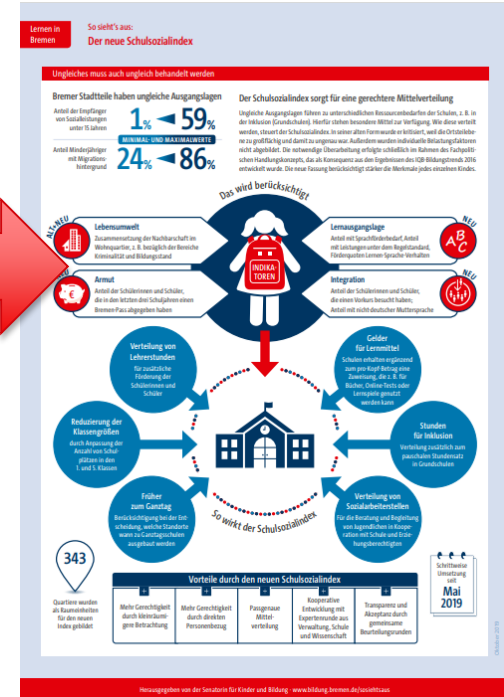 Lernen in
Bremen
So sieht's aus:
Der neue Schulsozialindex
Ungleiches muss auch ungleich behandelt werden
Bremer Stadtteile haben ungleiche Ausgangslagen
Anteil der Empfänger
von Sozialleistungen
unter 15 Jahren
1% 59%
MINIMAL- UND MAXIMALWERTE
Anteil Minderjähriger
mit Migrations-
hintergrund
24% 86%
Der Schulsozialindex sorgt für eine gerechtere Mittelverteilung
Ungleiche Ausgangslagen führen zu unterschiedlichen Ressourcenbedarfen der Schulen, z. B. in
der Inklusion (Grundschulen). Hierfür stehen besondere Mittel zur Verfügung. Wie diese verteilt
werden, steuert der Schulsozialindex. In seiner alten Form wurde er kritisiert, weil die Ortsteilebe-
ne zu großflächig und damit zu ungenau war. Außerdem wurden individuelle Belastungsfaktoren
nicht abgebildet. Die notwendige Überarbeitung erfolgte schließlich im Rahmen des Fachpoliti-
schen Handlungskonzepts, das als Konsequenz aus den Ergebnissen des IQB-Bildungstrends 2016
entwickelt wurde. Die neue Fassung berücksichtigt stärker die Merkmale jedes einzelnen Kindes.
Das wird berücksichtigt
ALT+NEU
Lebensumwelt
Zusammensetzung der Nachbarschaft im
Wohnquartier, z. B. bezüglich der Bereiche
Kriminalität und Bildungsstand
NEU
Lernausgangslage
Anteil mit Sprachförderbedarf, Anteil
mit Leistungen unter dem Regelstandard,
Förderquoten Lernen-Sprache-Verhalten
A B C
INDIKA-
TOREN
NEU
Armut
Anteil der Schülerinnen und Schüler,
die in den letzten drei Schuljahren einen
Bremen Pass abgegeben haben
NEU
Integration
Anteil der Schülerinnen und Schüler,
die einen Vorkurs besucht haben;
Anteil mit nicht deutscher Muttersprache
Verteilung von
Lehrerstunden
für zusätzliche
Förderung der
Schülerinnen und
Schüler
Gelder
für Lernmittel
Schulen erhalten ergänzend
zum pro-Kopf-Betrag eine
Zuweisung, die z. B. für
Bücher, Online-Tests oder
Lernspiele genutzt
werden kann
Reduzierung der
Klassengrößen
durch Anpassung der
Anzahl von Schul-
plätzen in den
1. und 5. Klassen
Stunden
für Inklusion
Verteilung zusätzlich zum
pauschalen Stundensatz
in Grundschulen
Früher
zum Ganztag
Berücksichtigung bei der Ent-
scheidung, welche Standorte
wann zu Ganztagsschulen
ausgebaut werden
Verteilung von
Sozialarbeiterstellen
Für die Beratung und Begleitung
von Jugendlichen in Koope-
ration mit Schule und Erzie-
hungsberechtigten
So wirkt der Schulsozialindex
343
Quartiere wurden
als Raumeinheiten
für den neuen
Index gebildet
Schrittweise
Umsetzung
seit
Mai
2019
Vorteile durch den neuen Schulsozialindex
Mehr Gerechtigkeit
durch kleinräumi-
gere Betrachtung
Mehr Gerechtigkeit
durch direkten
Personenbezug
Passgenaue
Mittel-
verteilung
Kooperative
Entwicklung mit
Expertenrunde aus
Verwaltung, Schule
und Wissenschaft
Transparenz und
Akzeptanz durch
gemeinsame
Beurteilungsrunden
Oktober 2019
Herausgegeben von der Senatorin für Kinder und Bildung · www.bildung.bremen.de/sosiehtsaus